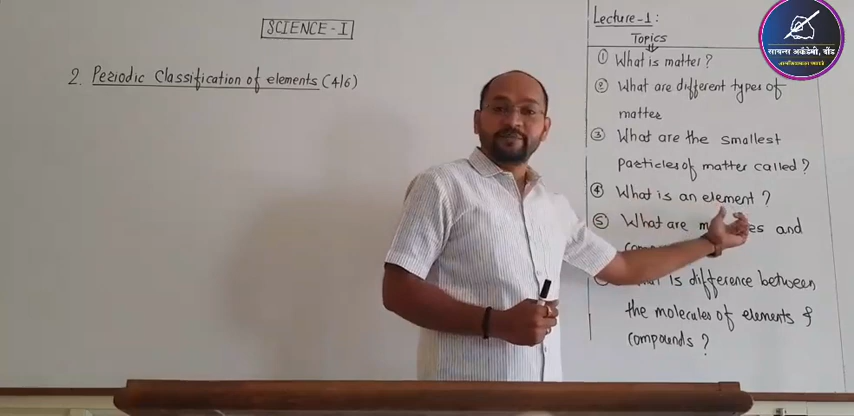 SCIENCE - I
2. Periodic Classification of elements (4/6)
Lecture-1:
Topics
① What is matter?
② What are different types of
matter
③ What are the smallest
particles of matter called?
④ What is an element?
⑤ What are and
is difference between
the molecules of elements &
compounds?
सायन्स अकॅडेमी,